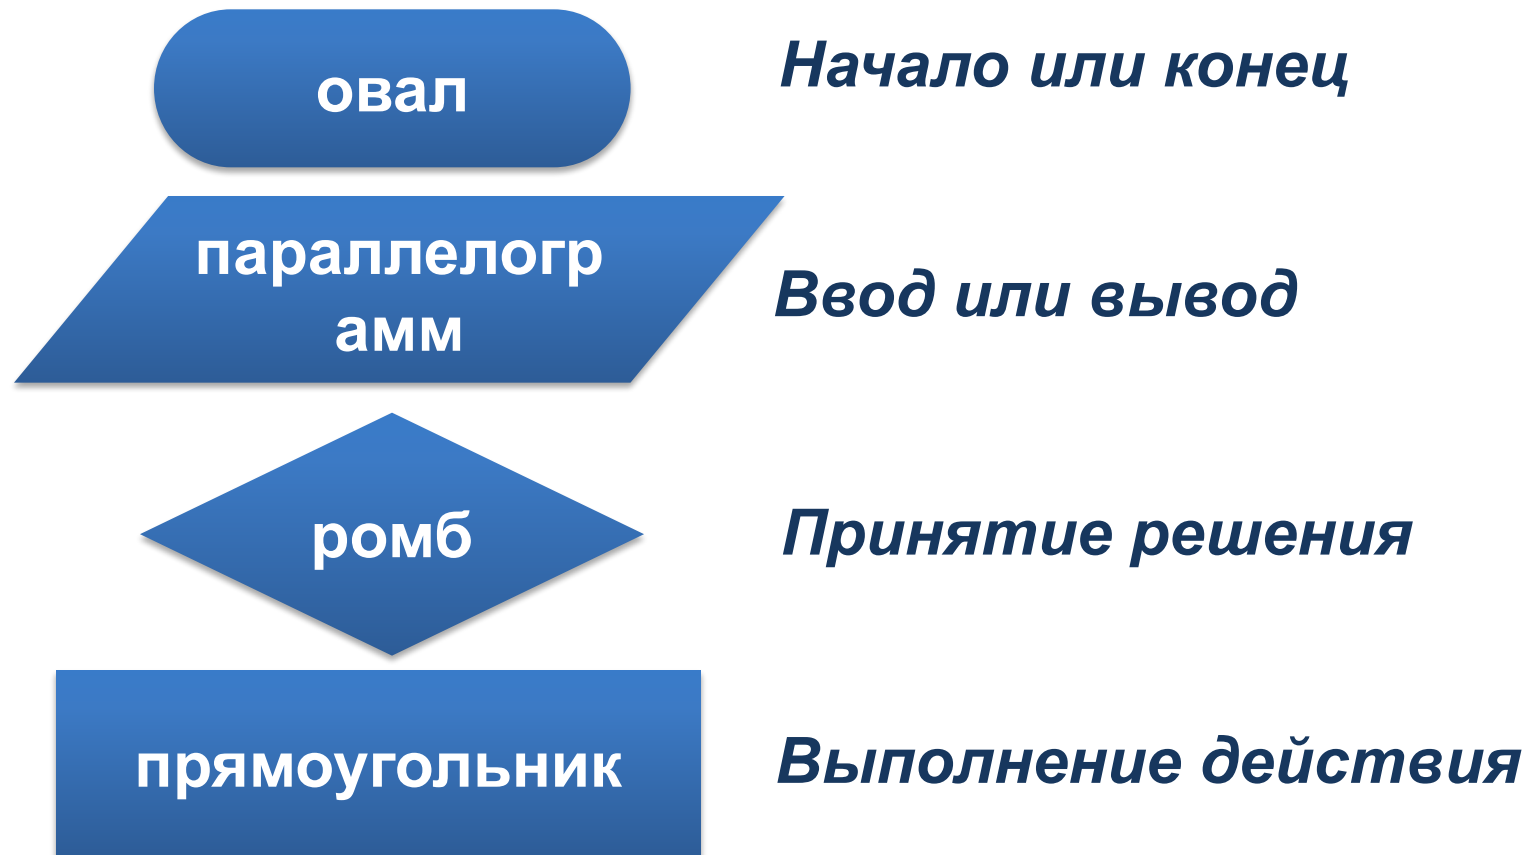 овал
Начало или конец
параллелогр
амм
Ввод или вывод
ромб
Принятие решения
прямоугольник
Выполнение действия